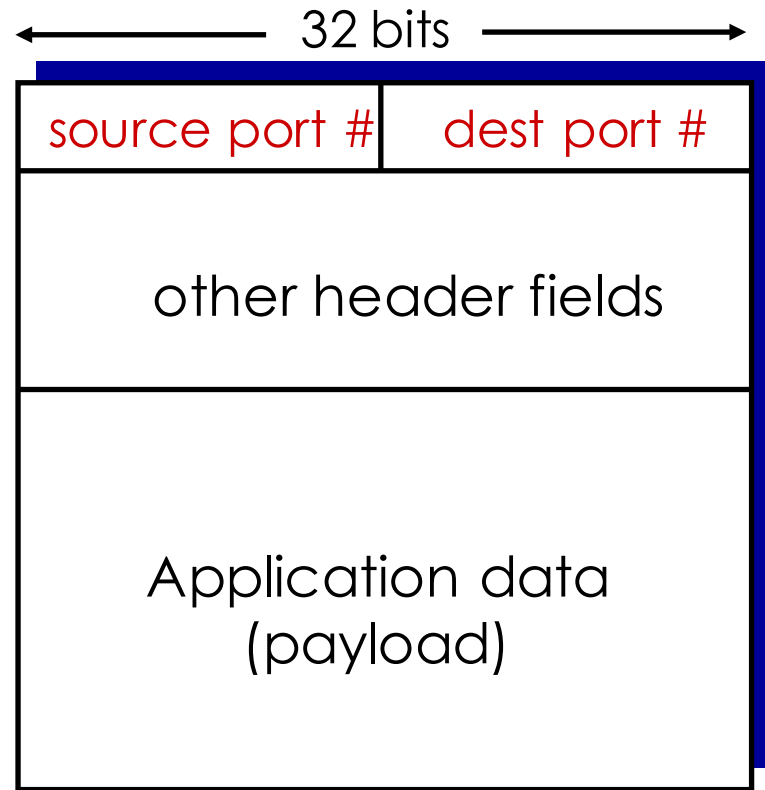 32 bits
source port # dest port #
other header fields
Application data
(payload)